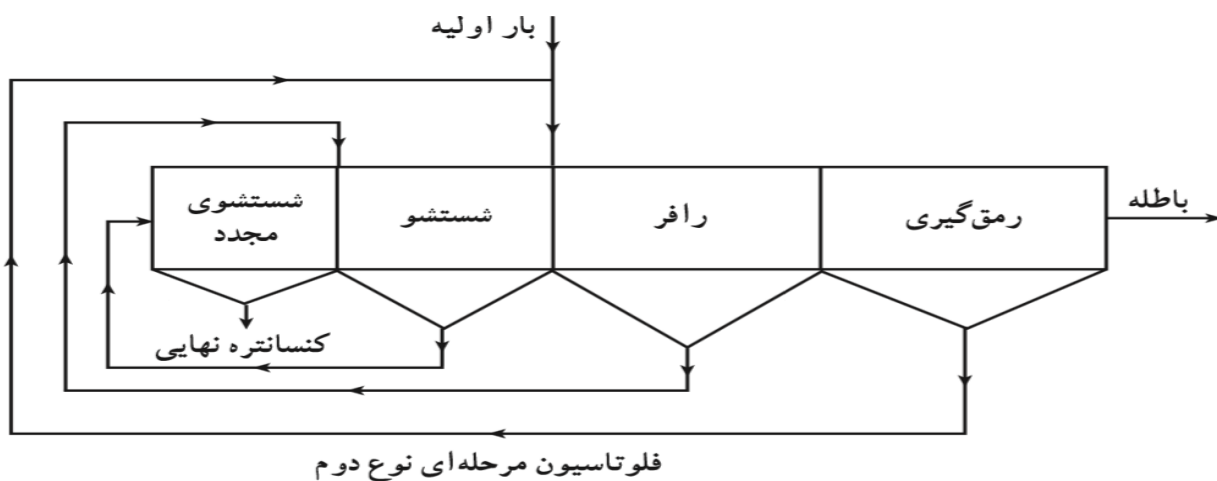 بار اولیه
شستشوی
مجدد
شستشو
رافر
رمق‌گیری
باطله
کنسانتره نهایی
فلوتاسیون مرحله‌ای نوع دوم